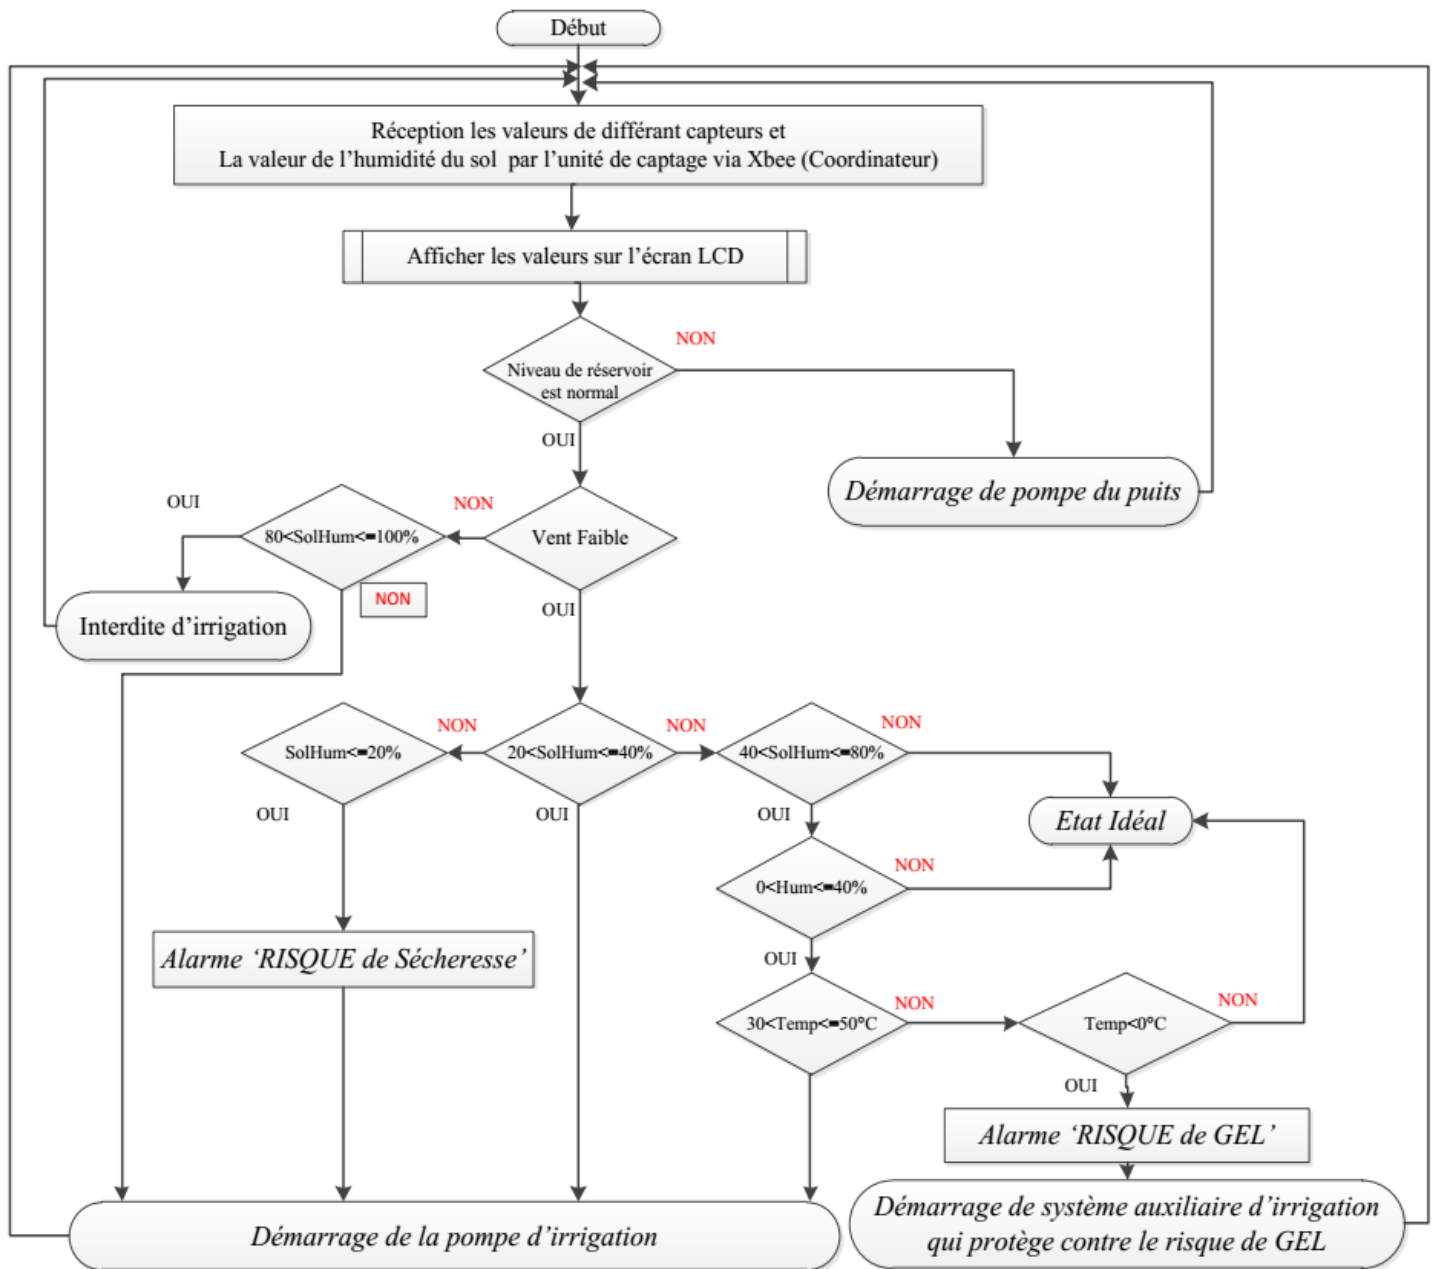 Début
Réception les valeurs de différant capteurs et
La valeur de l'humidité du sol par l'unité de captage via Xbee (Coordinateur)
Afficher les valeurs sur l'écran LCD
NON
Niveau de réservoir
est normal
OUI
Démarrage de pompe du puits
OUI
NON
80<SolHum<=100%
Vent Faible
NON
OUI
Interdite d'irrigation
NON
NON
NON
SolHum<=20%
20<SolHum<=40%
40<SolHum<=80%
OUI
OUI
OUI
Etat Idéal
NON
0<Hum<=40%
OUI
Alarme ‘RISQUE de Sécheresse’
NON
NON
30<Temp<=50°C
Temp<0°C
OUI
Alarme ‘RISQUE de GEL’
Démarrage de la pompe d'irrigation
Démarrage de système auxiliaire d'irrigation
qui protège contre le risque de GEL